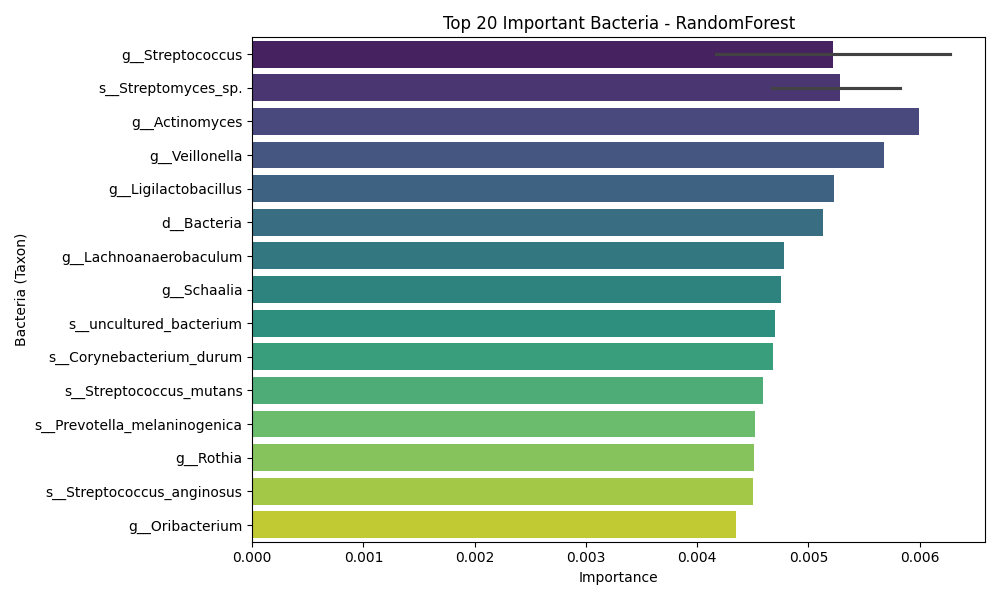 Top 20 Important Bacteria - RandomForest
Bacteria (Taxon)
g__Streptococcus
s__Streptomyces_sp.
g__Actinomyces
g__Veillonella
g__Ligilactobacillus
d__Bacteria
g__Lachnoanaerobaculum
g__Schaalia
s__uncultured_bacterium
s__Corynebacterium_durum
s__Streptococcus_mutans
s__Prevotella_melaninogenica
g__Rothia
s__Streptococcus_anginosus
g__Oribacterium
0.000 0.001 0.002 0.003 0.004 0.005 0.006
Importance